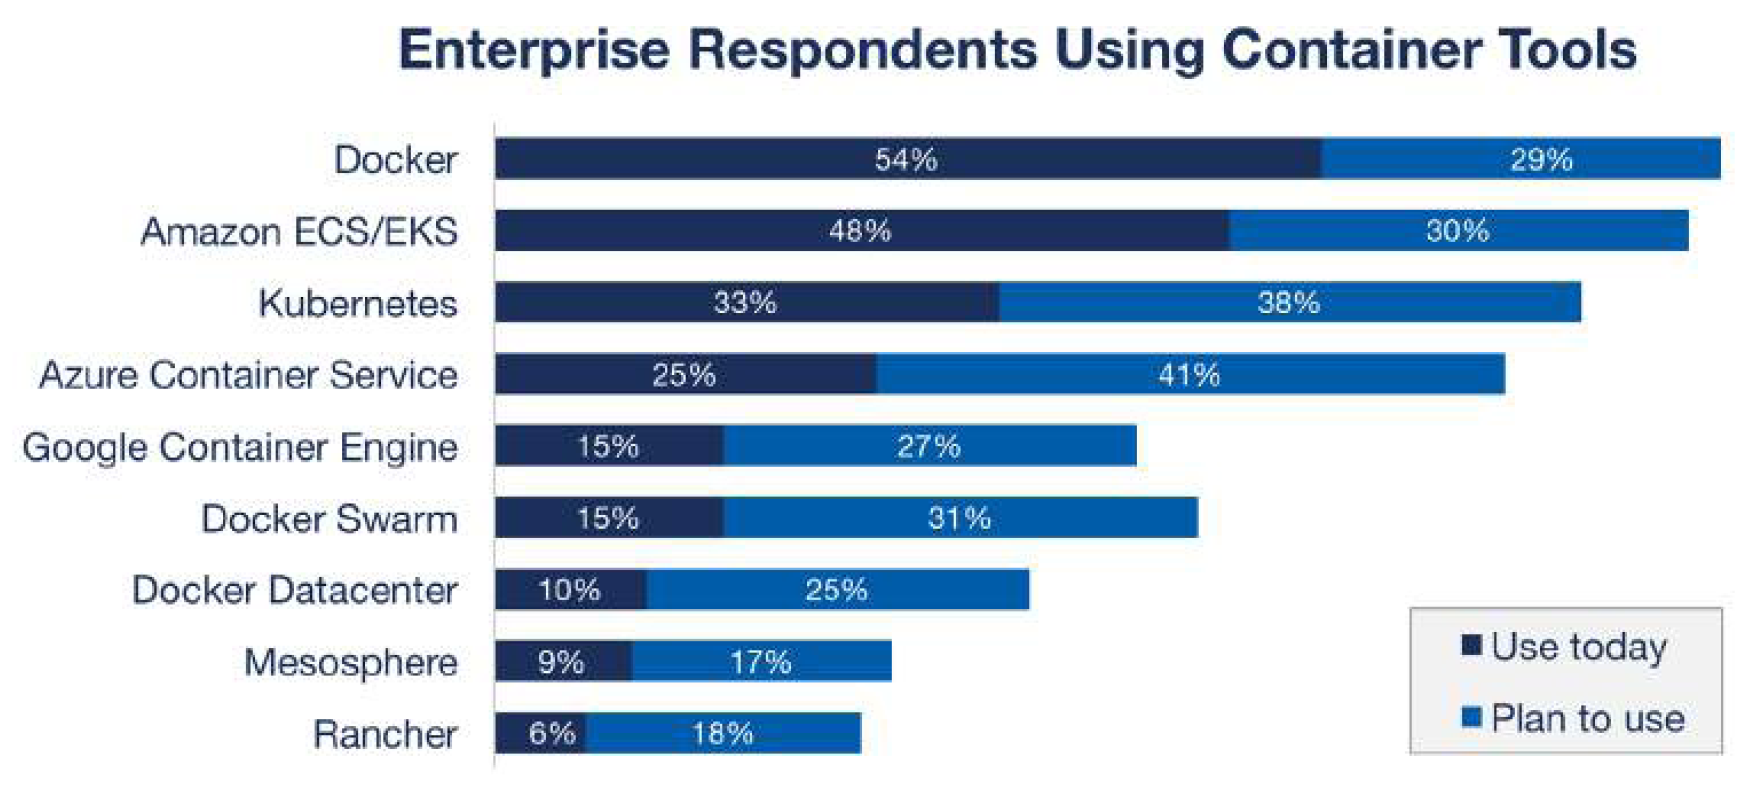 Enterprise Respondents Using Container Tools
Docker 54% 29%
Amazon ECS/EKS 48% 30%
Kubernetes 33% 38%
Azure Container Service 25% 41%
Google Container Engine 15% 27%
Docker Swarm 15% 31%
Docker Datacenter 10% 25%
Mesosphere 9% 17%
Rancher 6% 18%
Use today
Plan to use